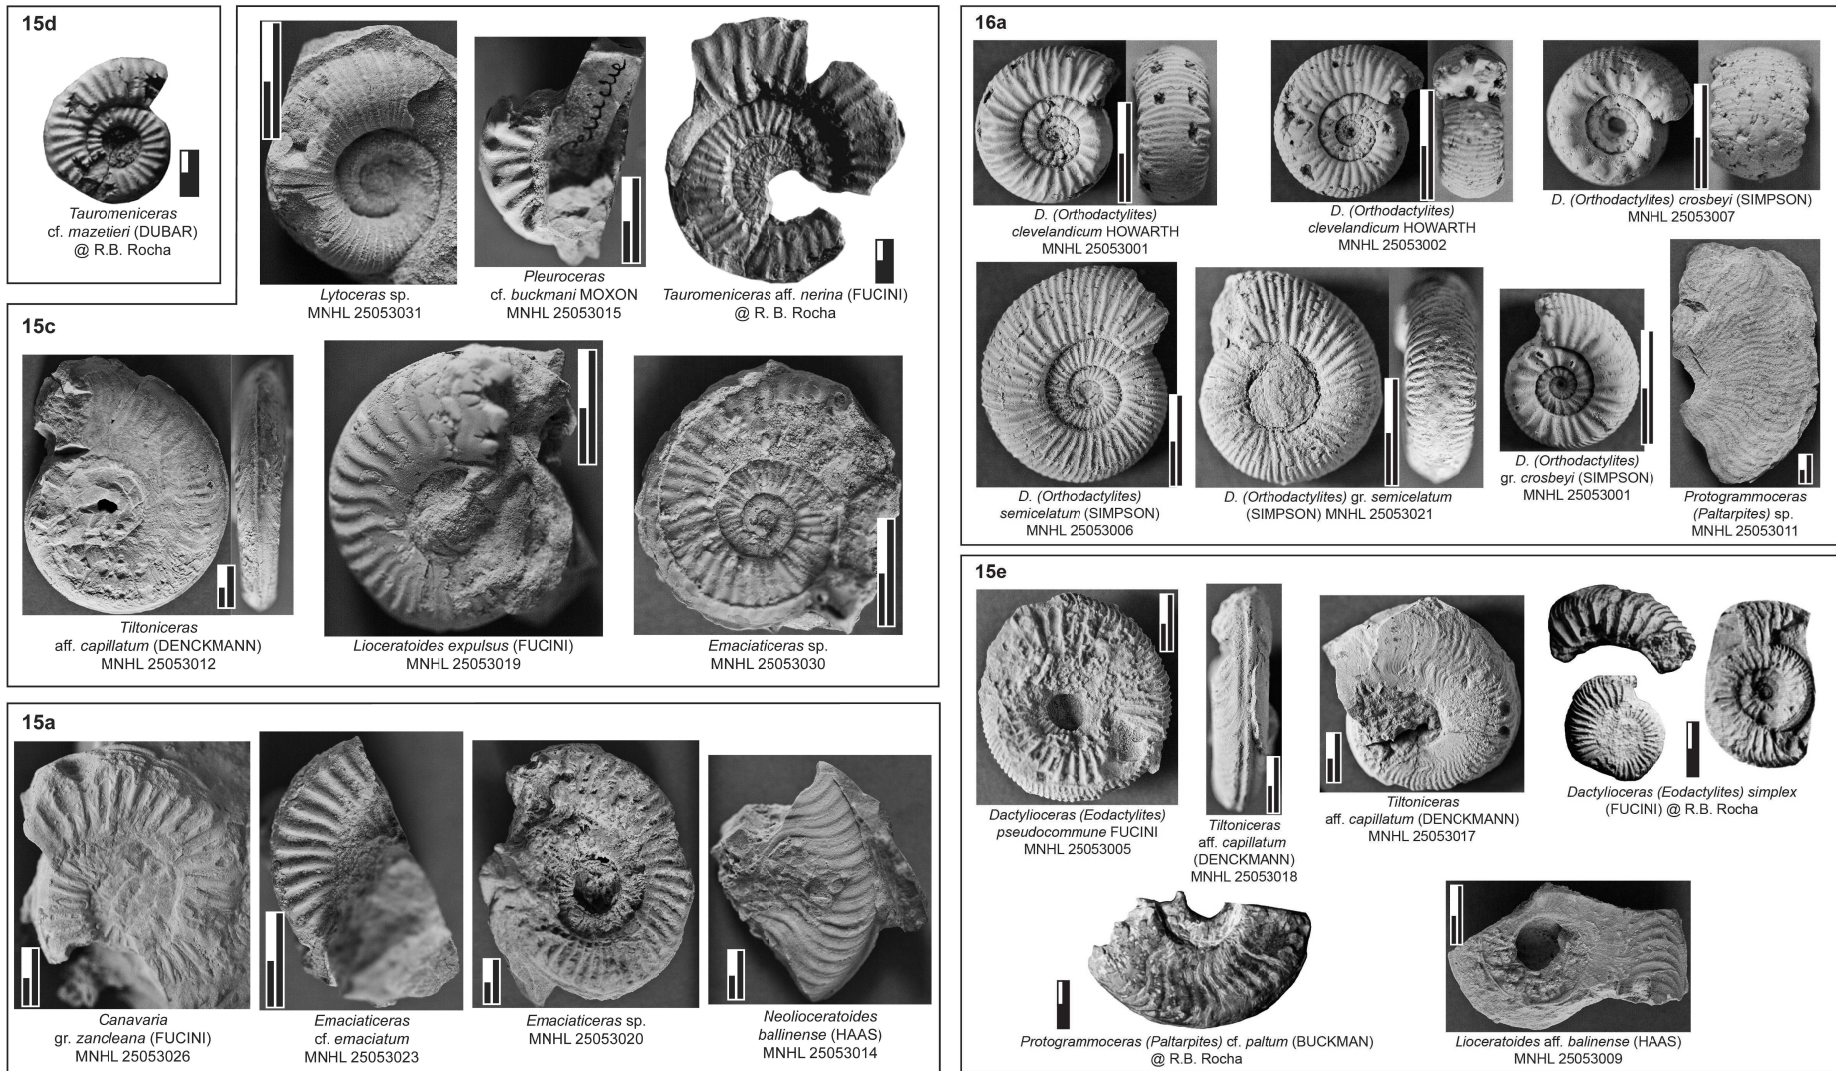 15d
Tauromeniceras
cf. mazetieri (DUBAR)
@ R.B. Rocha
Lytoceras sp.
MNHL 25053031
Pleuroceras
cf. buckmani MOXON
MNHL 25053015
Tauromeniceras aff. nerina (FUCINI)
@ R. B. Rocha
15c
Tiltoniceras
aff. capillatum (DENCKMANN)
MNHL 25053012
Lioceratoides expulsus (FUCINI)
MNHL 25053019
Emaciaticeras sp.
MNHL 25053030
15a
Canavaria
gr. zancleana (FUCINI)
MNHL 25053026
Emaciaticeras
cf. emaciatum
MNHL 25053023
Emaciaticeras sp.
MNHL 25053020
Neolioceratoides
ballinense (HAAS)
MNHL 25053014
16a
D. (Orthodactylites)
clevelandicum HOWARTH
MNHL 25053001
D. (Orthodactylites)
clevelandicum HOWARTH
MNHL 25053002
D. (Orthodactylites) crosbeyi (SIMPSON)
MNHL 25053007
D. (Orthodactylites)
semicelatum (SIMPSON)
MNHL 25053006
D. (Orthodactylites) gr. semicelatum
(SIMPSON) MNHL 25053021
D. (Orthodactylites)
gr. crosbeyi (SIMPSON)
MNHL 25053001
Protogrammoceras
(Paltarpites) sp.
MNHL 25053011
15e
Dactylioceras (Eodactylites)
pseudocommune FUCINI
MNHL 25053005
Tiltoniceras
aff. capillatum
(DENCKMANN)
MNHL 25053018
Tiltoniceras
aff. capillatum (DENCKMANN)
MNHL 25053017
Dactylioceras (Eodactylites) simplex
(FUCINI) @ R.B. Rocha
Protogrammoceras (Paltarpites) cf. paltum (BUCKMAN)
@ R.B. Rocha
Lioceratoides aff. balinense (HAAS)
MNHL 25053009